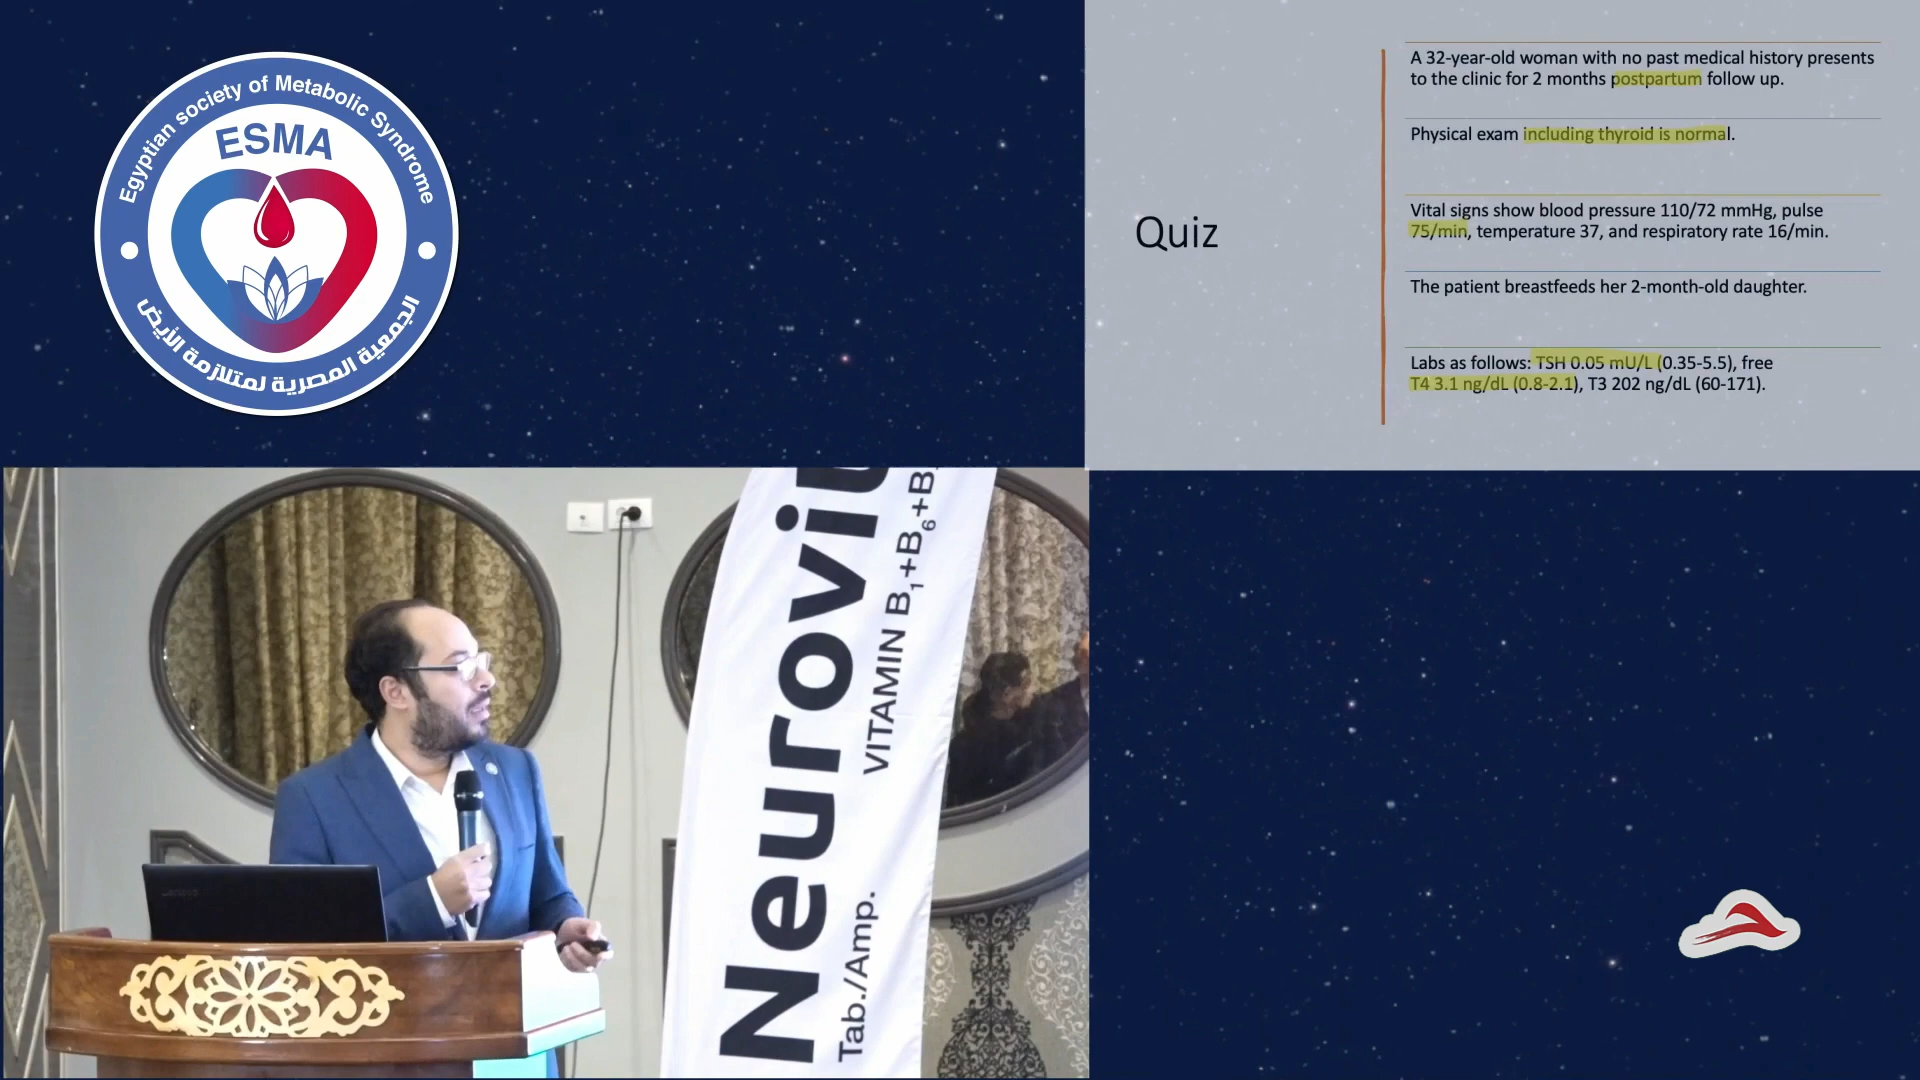 Egyptian society of Metabolic Syndrome
ESMA
الجمعية المصرية لمتلازمة الأيض
Quiz
A 32-year-old woman with no past medical history presents
to the clinic for 2 months postpartum follow up.
Physical exam including thyroid is normal.
Vital signs show blood pressure 110/72 mmHg, pulse
75/min, temperature 37, and respiratory rate 16/min.
The patient breastfeeds her 2-month-old daughter.
Labs as follows: TSH 0.05 mU/L (0.35-5.5), free
T4 3.1 ng/dL (0.8-2.1), T3 202 ng/dL (60-171).
VITAMIN B1+B6+B
Tab./Amp.